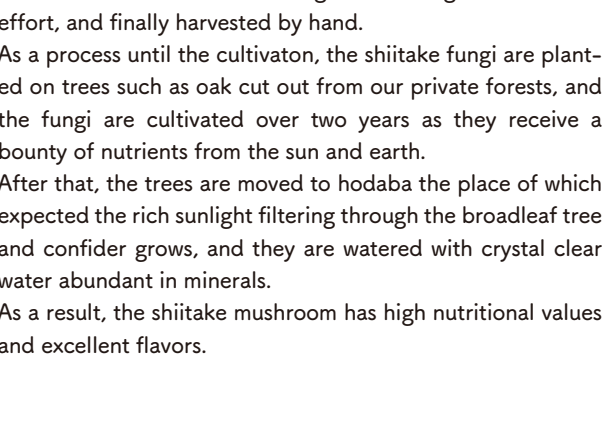 effort, and finally harvested by hand.
As a process until the cultivaton, the shiitake fungi are plant-
ed on trees such as oak cut out from our private forests, and
the fungi are cultivated over two years as they receive a
bounty of nutrients from the sun and earth.
After that, the trees are moved to hodaba the place of which
expected the rich sunlight filtering through the broadleaf tree
and confider grows, and they are watered with crystal clear
water abundant in minerals.
As a result, the shiitake mushroom has high nutritional values
and excellent flavors.